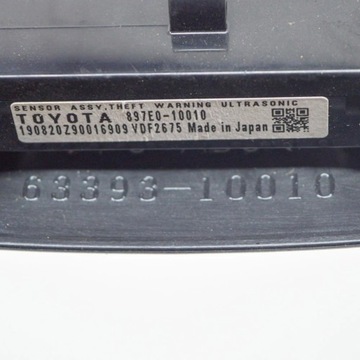 SENSOR ASSY,THEFT WARNING ULTRASONIC
TOYOTA 897E0-10010
190820Z90016909 VDF2675 Made in Japan
63393-10010